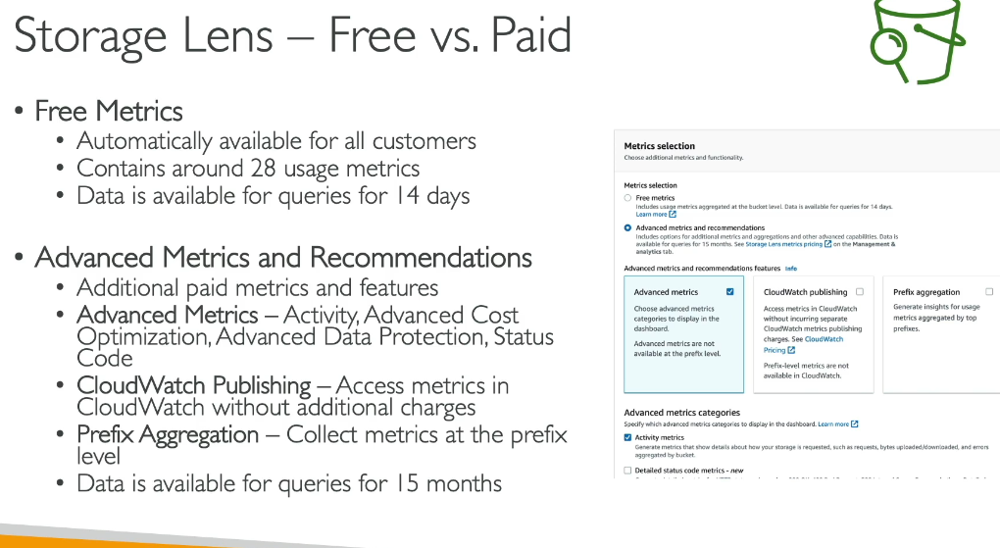 Storage Lens – Free vs. Paid
• Free Metrics
• Automatically available for all customers
• Contains around 28 usage metrics
• Data is available for queries for 14 days
• Advanced Metrics and Recommendations
• Additional paid metrics and features
• Advanced Metrics – Activity, Advanced Cost
Optimization, Advanced Data Protection, Status
Code
• CloudWatch Publishing – Access metrics in
CloudWatch without additional charges
• Prefix Aggregation – Collect metrics at the prefix
level
• Data is available for queries for 15 months
Metrics selection
Choose additional metrics and functionality.
Metrics selection
Free metrics
Includes usage metrics aggregated at the bucket level. Data is available for queries for 14 days.
Learn more
Advanced metrics and recommendations
Includes options for additional metrics and aggregations and other advanced capabilities. Data is
available for queries for 15 months. See Storage Lens metrics pricing on the Management &
analytics tab.
Advanced metrics and recommendations features Info
Advanced metrics
Choose advanced metrics
categories to display in the
dashboard.
Advanced metrics are not
available at the prefix level.
CloudWatch publishing
Access metrics in CloudWatch
without incurring separate
CloudWatch metrics publishing
charges. See CloudWatch
Pricing
Prefix-level metrics are not
available in CloudWatch.
Prefix aggregation
Generate insights for usage
metrics aggregated by top
prefixes.
Advanced metrics categories
Specify which advanced metrics categories to display in the dashboard. Learn more
Activity metrics
Generate metrics that show details about how your storage is requested, such as requests, bytes uploaded/downloaded, and errors
aggregated by bucket.
Detailed status code metrics - new